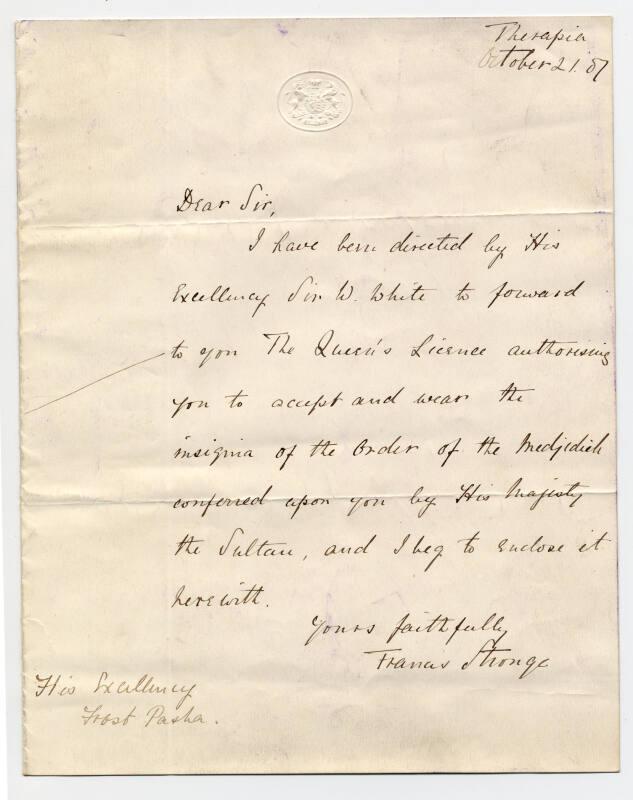 Therapia
October 21. 87
Dear Sir,
I have been directed by His
Excellency Sir W. White to forward
to you The Queen's Licence authorising
you to accept and wear the
insignia of the Order of the Medjidieh
conferred upon you by His Majesty
the Sultan, and I beg to enclose it
herewith.
Yours faithfully
Francis Stronge
His Excellency
Frost Pasha.